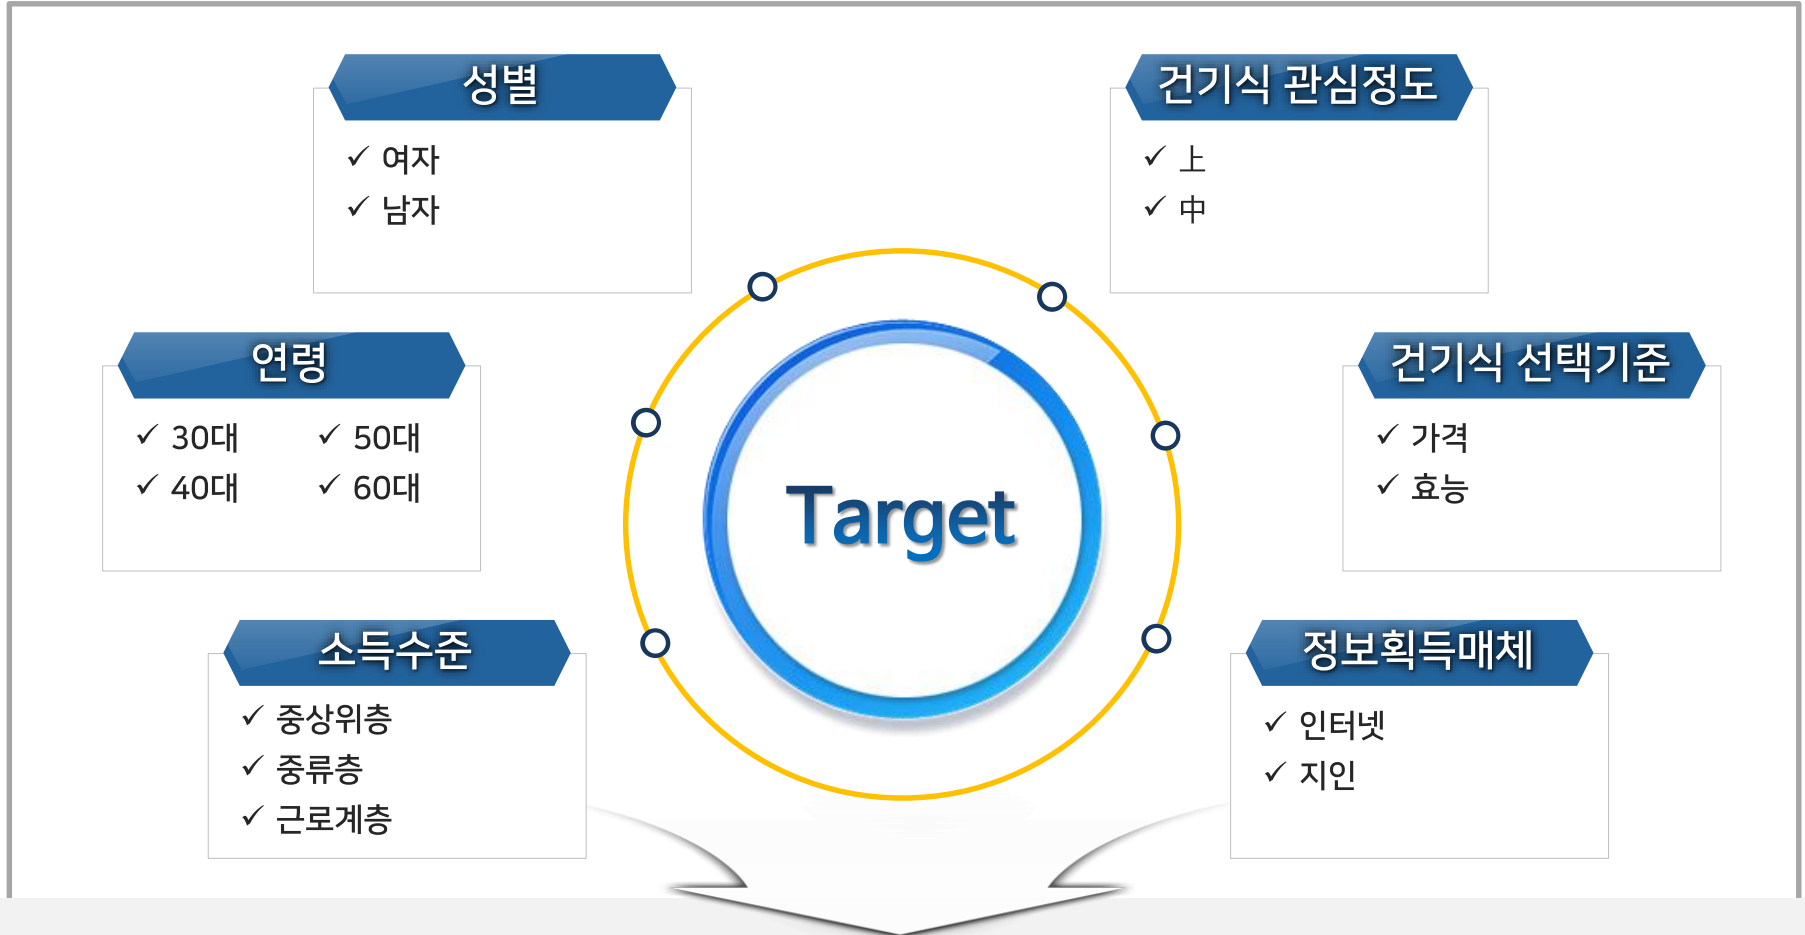 성별
✓ 여자
✓ 남자
건기식 관심정도
✓ 上
✓ 中
연령
✓ 30대 ✓ 50대
✓ 40대 ✓ 60대
건기식 선택기준
✓ 가격
✓ 효능
Target
소득수준
✓ 중상위층
✓ 중류층
✓ 근로계층
정보획득매체
✓ 인터넷
✓ 지인